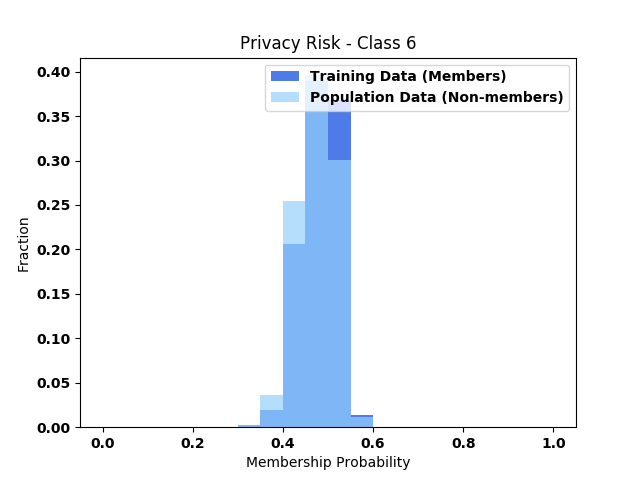 Privacy Risk - Class 6
Training Data (Members)
Population Data (Non-members)
0.40
0.35
0.30
0.25
0.20
0.15
0.10
0.05
0.00
Fraction
0.0 0.2 0.4 0.6 0.8 1.0
Membership Probability